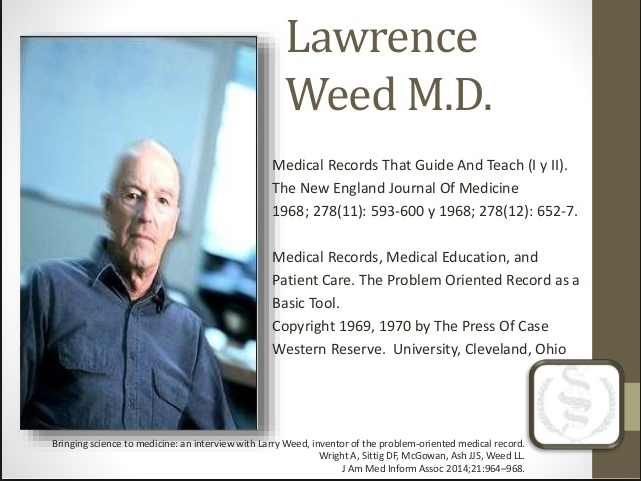 Lawrence
Weed M.D.
Medical Records That Guide And Teach (I y II).
The New England Journal Of Medicine
1968; 278(11): 593-600 y 1968; 278(12): 652-7.
Medical Records, Medical Education, and
Patient Care. The Problem Oriented Record as a
Basic Tool.
Copyright 1969, 1970 by The Press Of Case
Western Reserve.  University, Cleveland, Ohio
Bringing science to medicine: an interview with Larry Weed, inventor of the problem-oriented medical record.
Wright A, Sittig DF, McGowan, Ash JJS, Weed LL.
J Am Med Inform Assoc 2014;21:964–968.